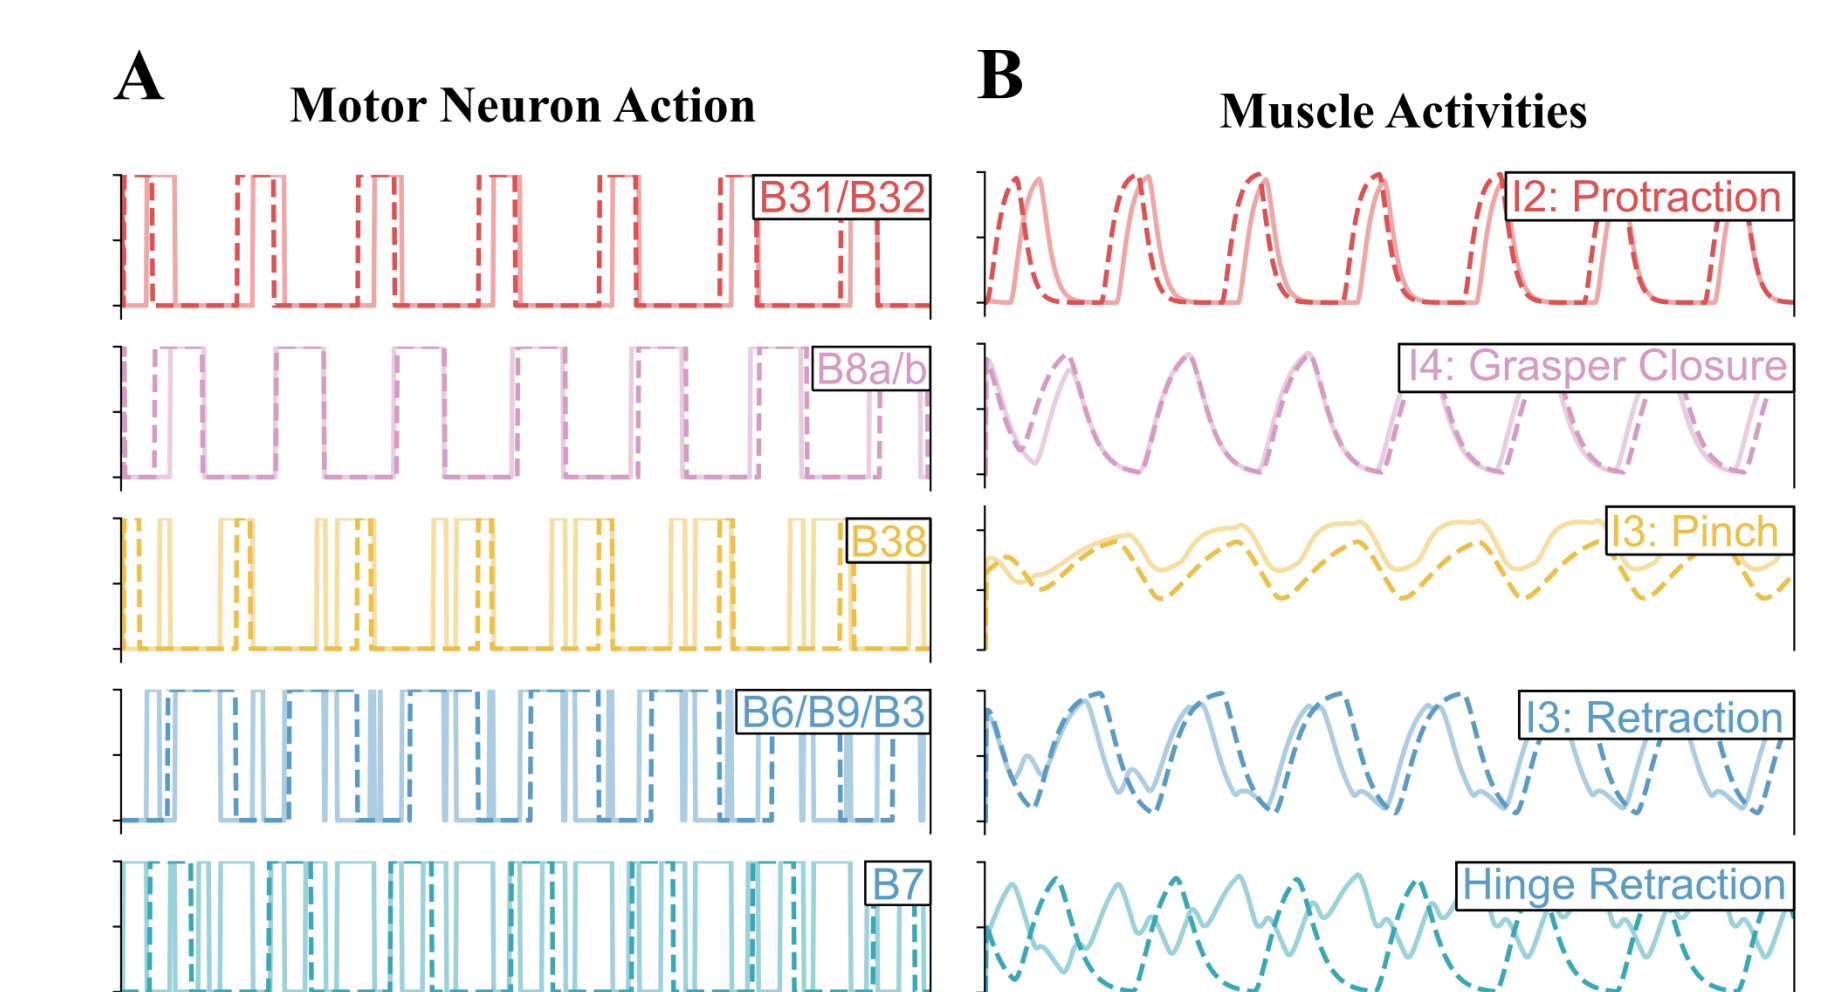 A
Motor Neuron Action
B31/B32
B8a/b
B38
B6/B9/B3
B7
B
Muscle Activities
I2: Protraction
I4: Grasper Closure
I3: Pinch
I3: Retraction
Hinge Retraction